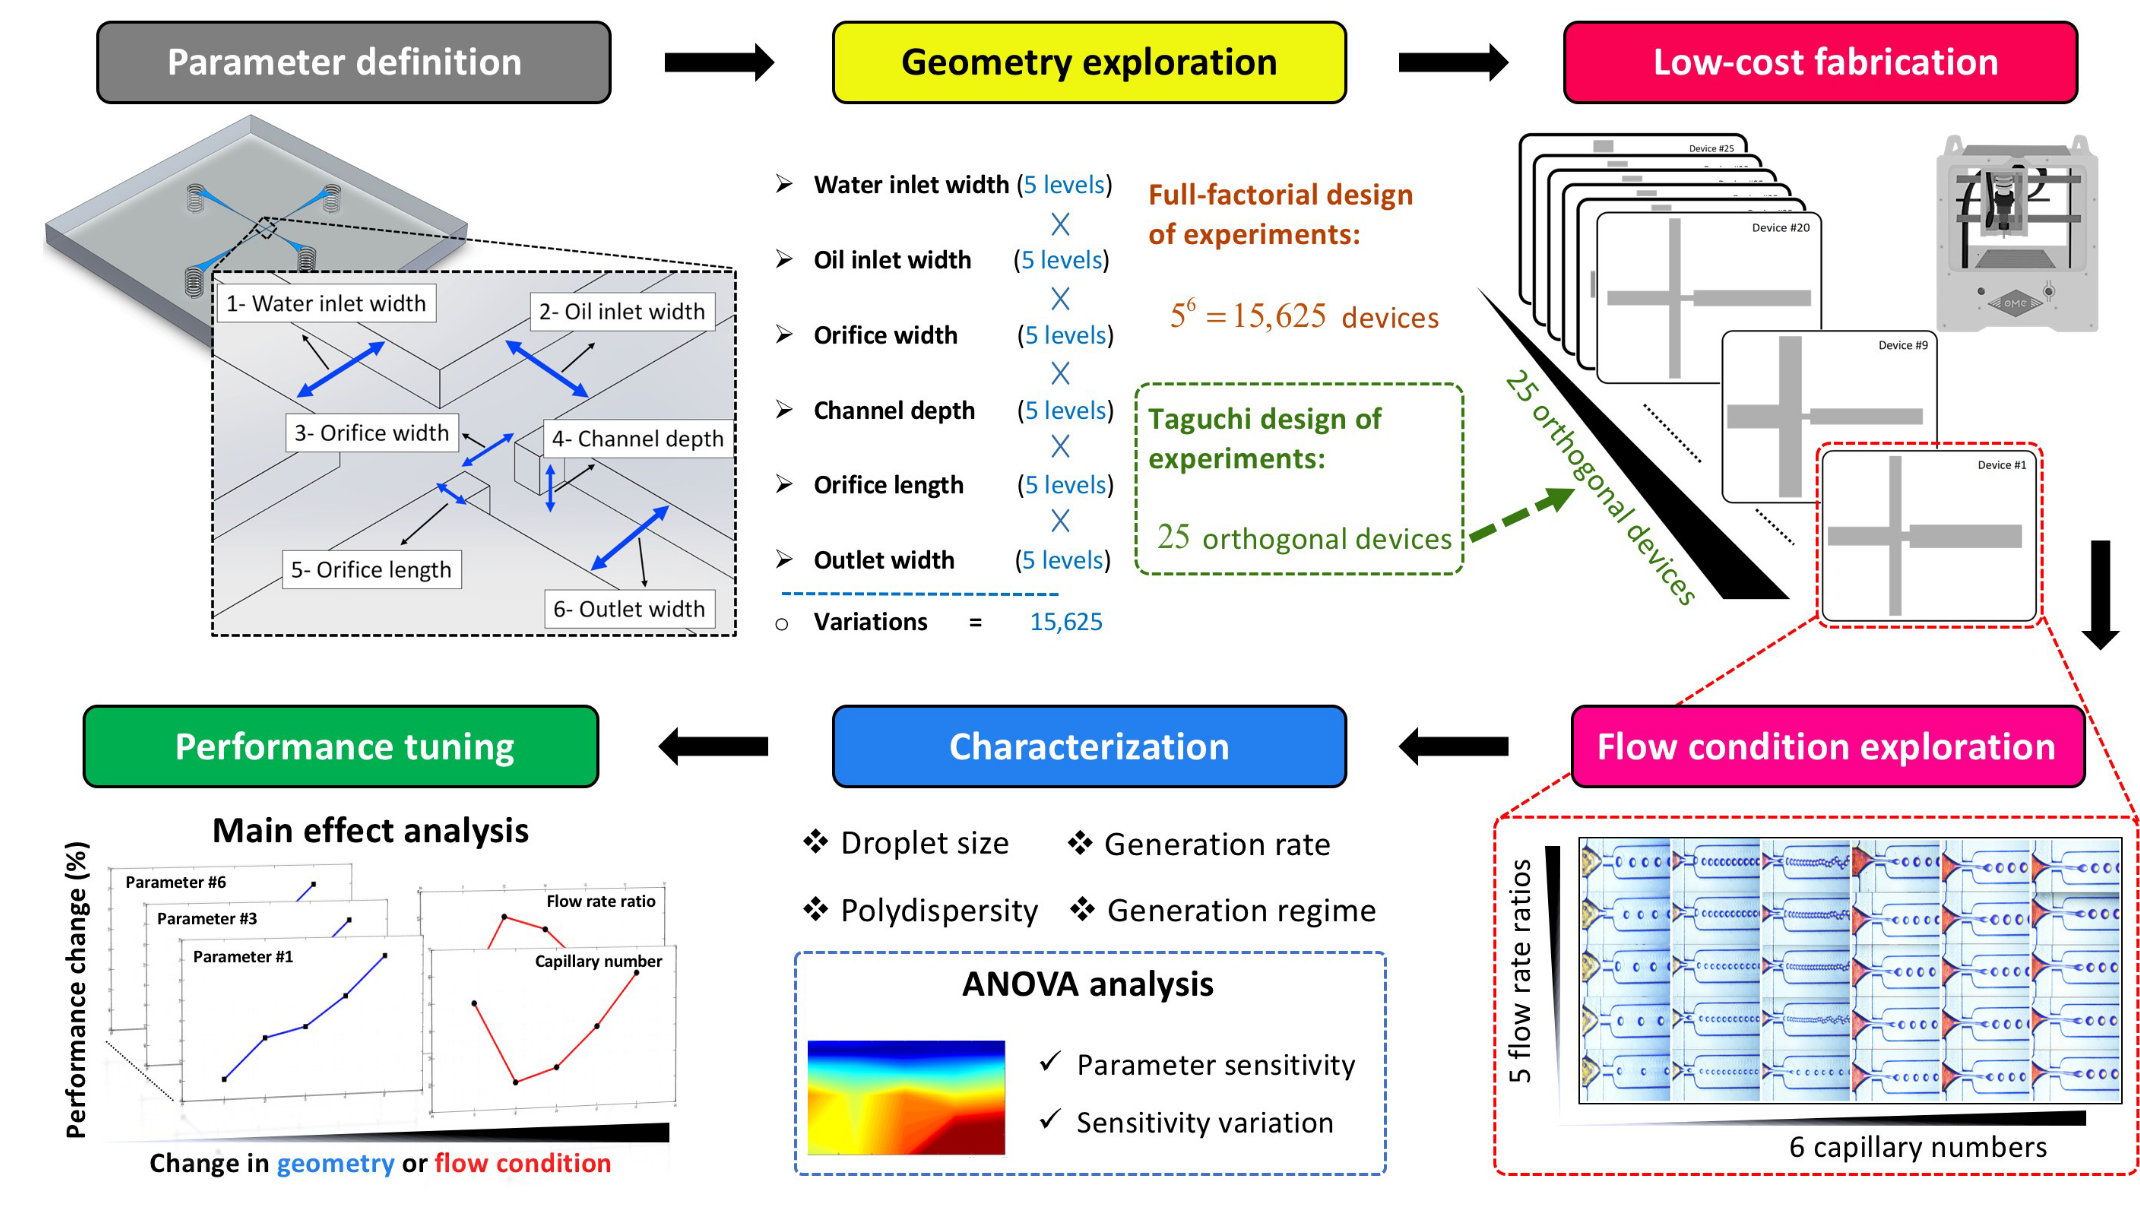 Parameter definition
Geometry exploration
Low-cost fabrication
1- Water inlet width
2- Oil inlet width
3- Orifice width
4- Channel depth
5- Orifice length
6- Outlet width
➢ Water inlet width (5 levels)
X
➢ Oil inlet width (5 levels)
X
➢ Orifice width (5 levels)
X
➢ Channel depth (5 levels)
X
➢ Orifice length (5 levels)
X
➢ Outlet width (5 levels)
○ Variations = 15,625
Full-factorial design
of experiments:
5⁶ = 15,625 devices
Taguchi design of
experiments:
25 orthogonal devices
Device #25
Device #20
Device #9
Device #1
25 orthogonal devices
OMC
Flow condition exploration
5 flow rate ratios
6 capillary numbers
Characterization
❖ Droplet size
❖ Generation rate
❖ Polydispersity
❖ Generation regime
ANOVA analysis
✓ Parameter sensitivity
✓ Sensitivity variation
Performance tuning
Main effect analysis
Performance change (%)
Parameter #6
Parameter #3
Parameter #1
Flow rate ratio
Capillary number
Change in geometry or flow condition